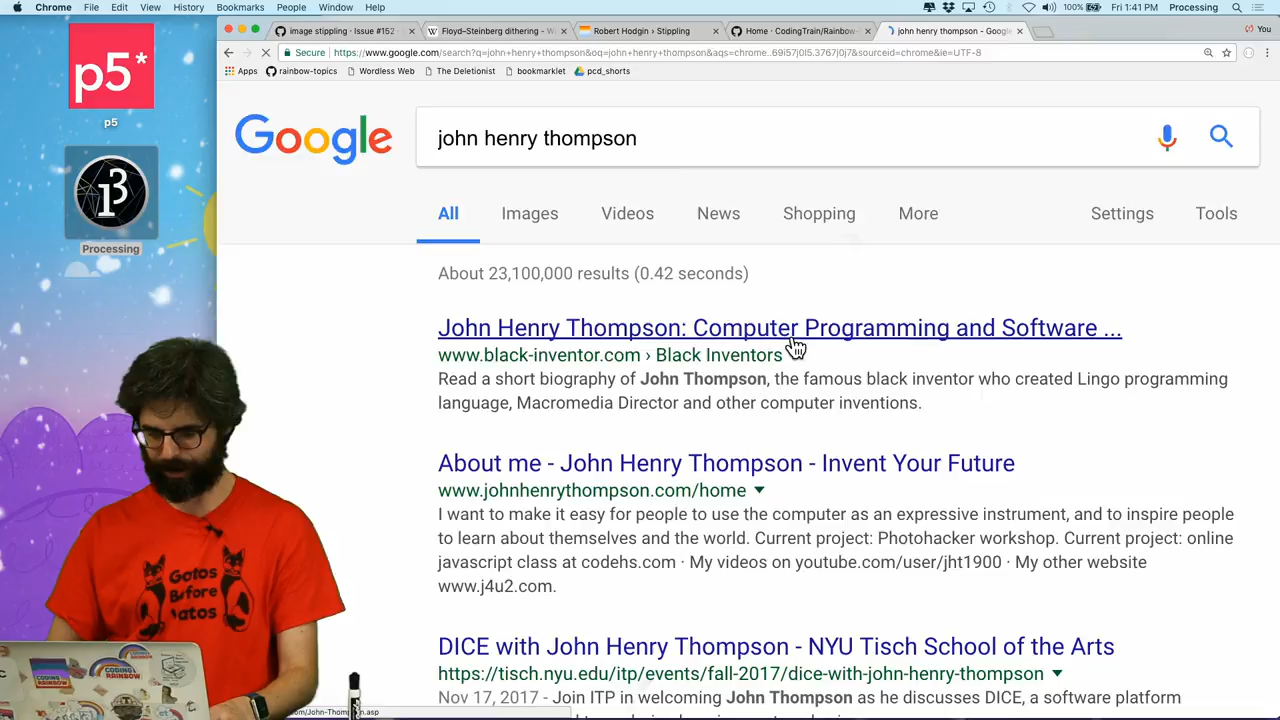 Chrome File Edit View History Bookmarks People Window Help 100% Fri 1:41 PM Processing
image stippling · Issue #152 Floyd–Steinberg dithering - W Robert Hodgin › Stippling Home · CodingTrain/Rainbow- john henry thompson - Goog You
Secure https://www.google.com/search?q=john+henry+thompson&oq=john+henry+thompson&aqs=chrome..69i57j0l5.3767j0j7&sourceid=chrome&ie=UTF-8
Apps rainbow-topics Wordless Web The Deletionist bookmarklet pcd_shorts
p5*
p5
Processing
Google
john henry thompson
All Images Videos News Shopping More Settings Tools
About 23,100,000 results (0.42 seconds)
John Henry Thompson: Computer Programming and Software ...
www.black-inventor.com › Black Inventors
Read a short biography of John Thompson, the famous black inventor who created Lingo programming
language, Macromedia Director and other computer inventions.
About me - John Henry Thompson - Invent Your Future
www.johnhenrythompson.com/home
I want to make it easy for people to use the computer as an expressive instrument, and to inspire people
to learn about themselves and the world. Current project: Photohacker workshop. Current project: online
javascript class at codehs.com · My videos on youtube.com/user/jht1900 · My other website
www.j4u2.com.
DICE with John Henry Thompson - NYU Tisch School of the Arts
https://tisch.nyu.edu/itp/events/fall-2017/dice-with-john-henry-thompson
Nov 17, 2017 - Join ITP in welcoming John Thompson as he discusses DICE, a software platform
Gatos
Before
Vatos
CODING
RAINBOW